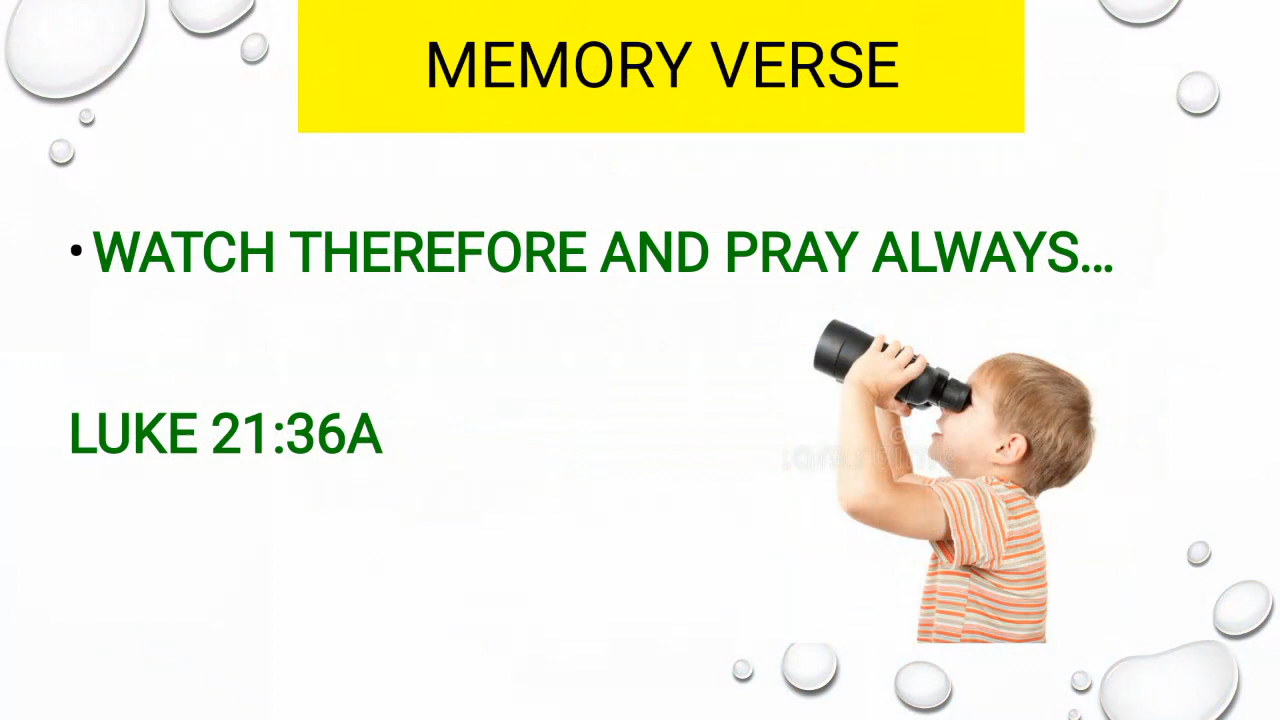 MEMORY VERSE
• WATCH THEREFORE AND PRAY ALWAYS...
LUKE 21:36A